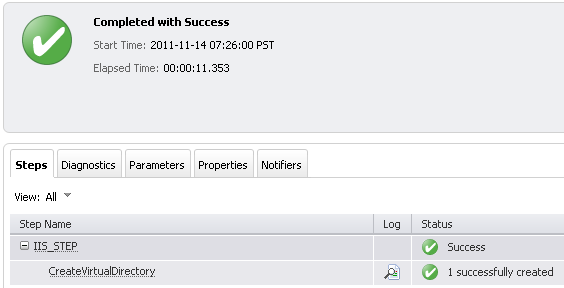 Completed with Success
Start Time: 2011-11-14 07:26:00 PST
Elapsed Time: 00:00:11.353
Steps Diagnostics Parameters Properties Notifiers
View: All
Step Name Log Status
IIS_STEP Success
CreateVirtualDirectory 1 successfully created